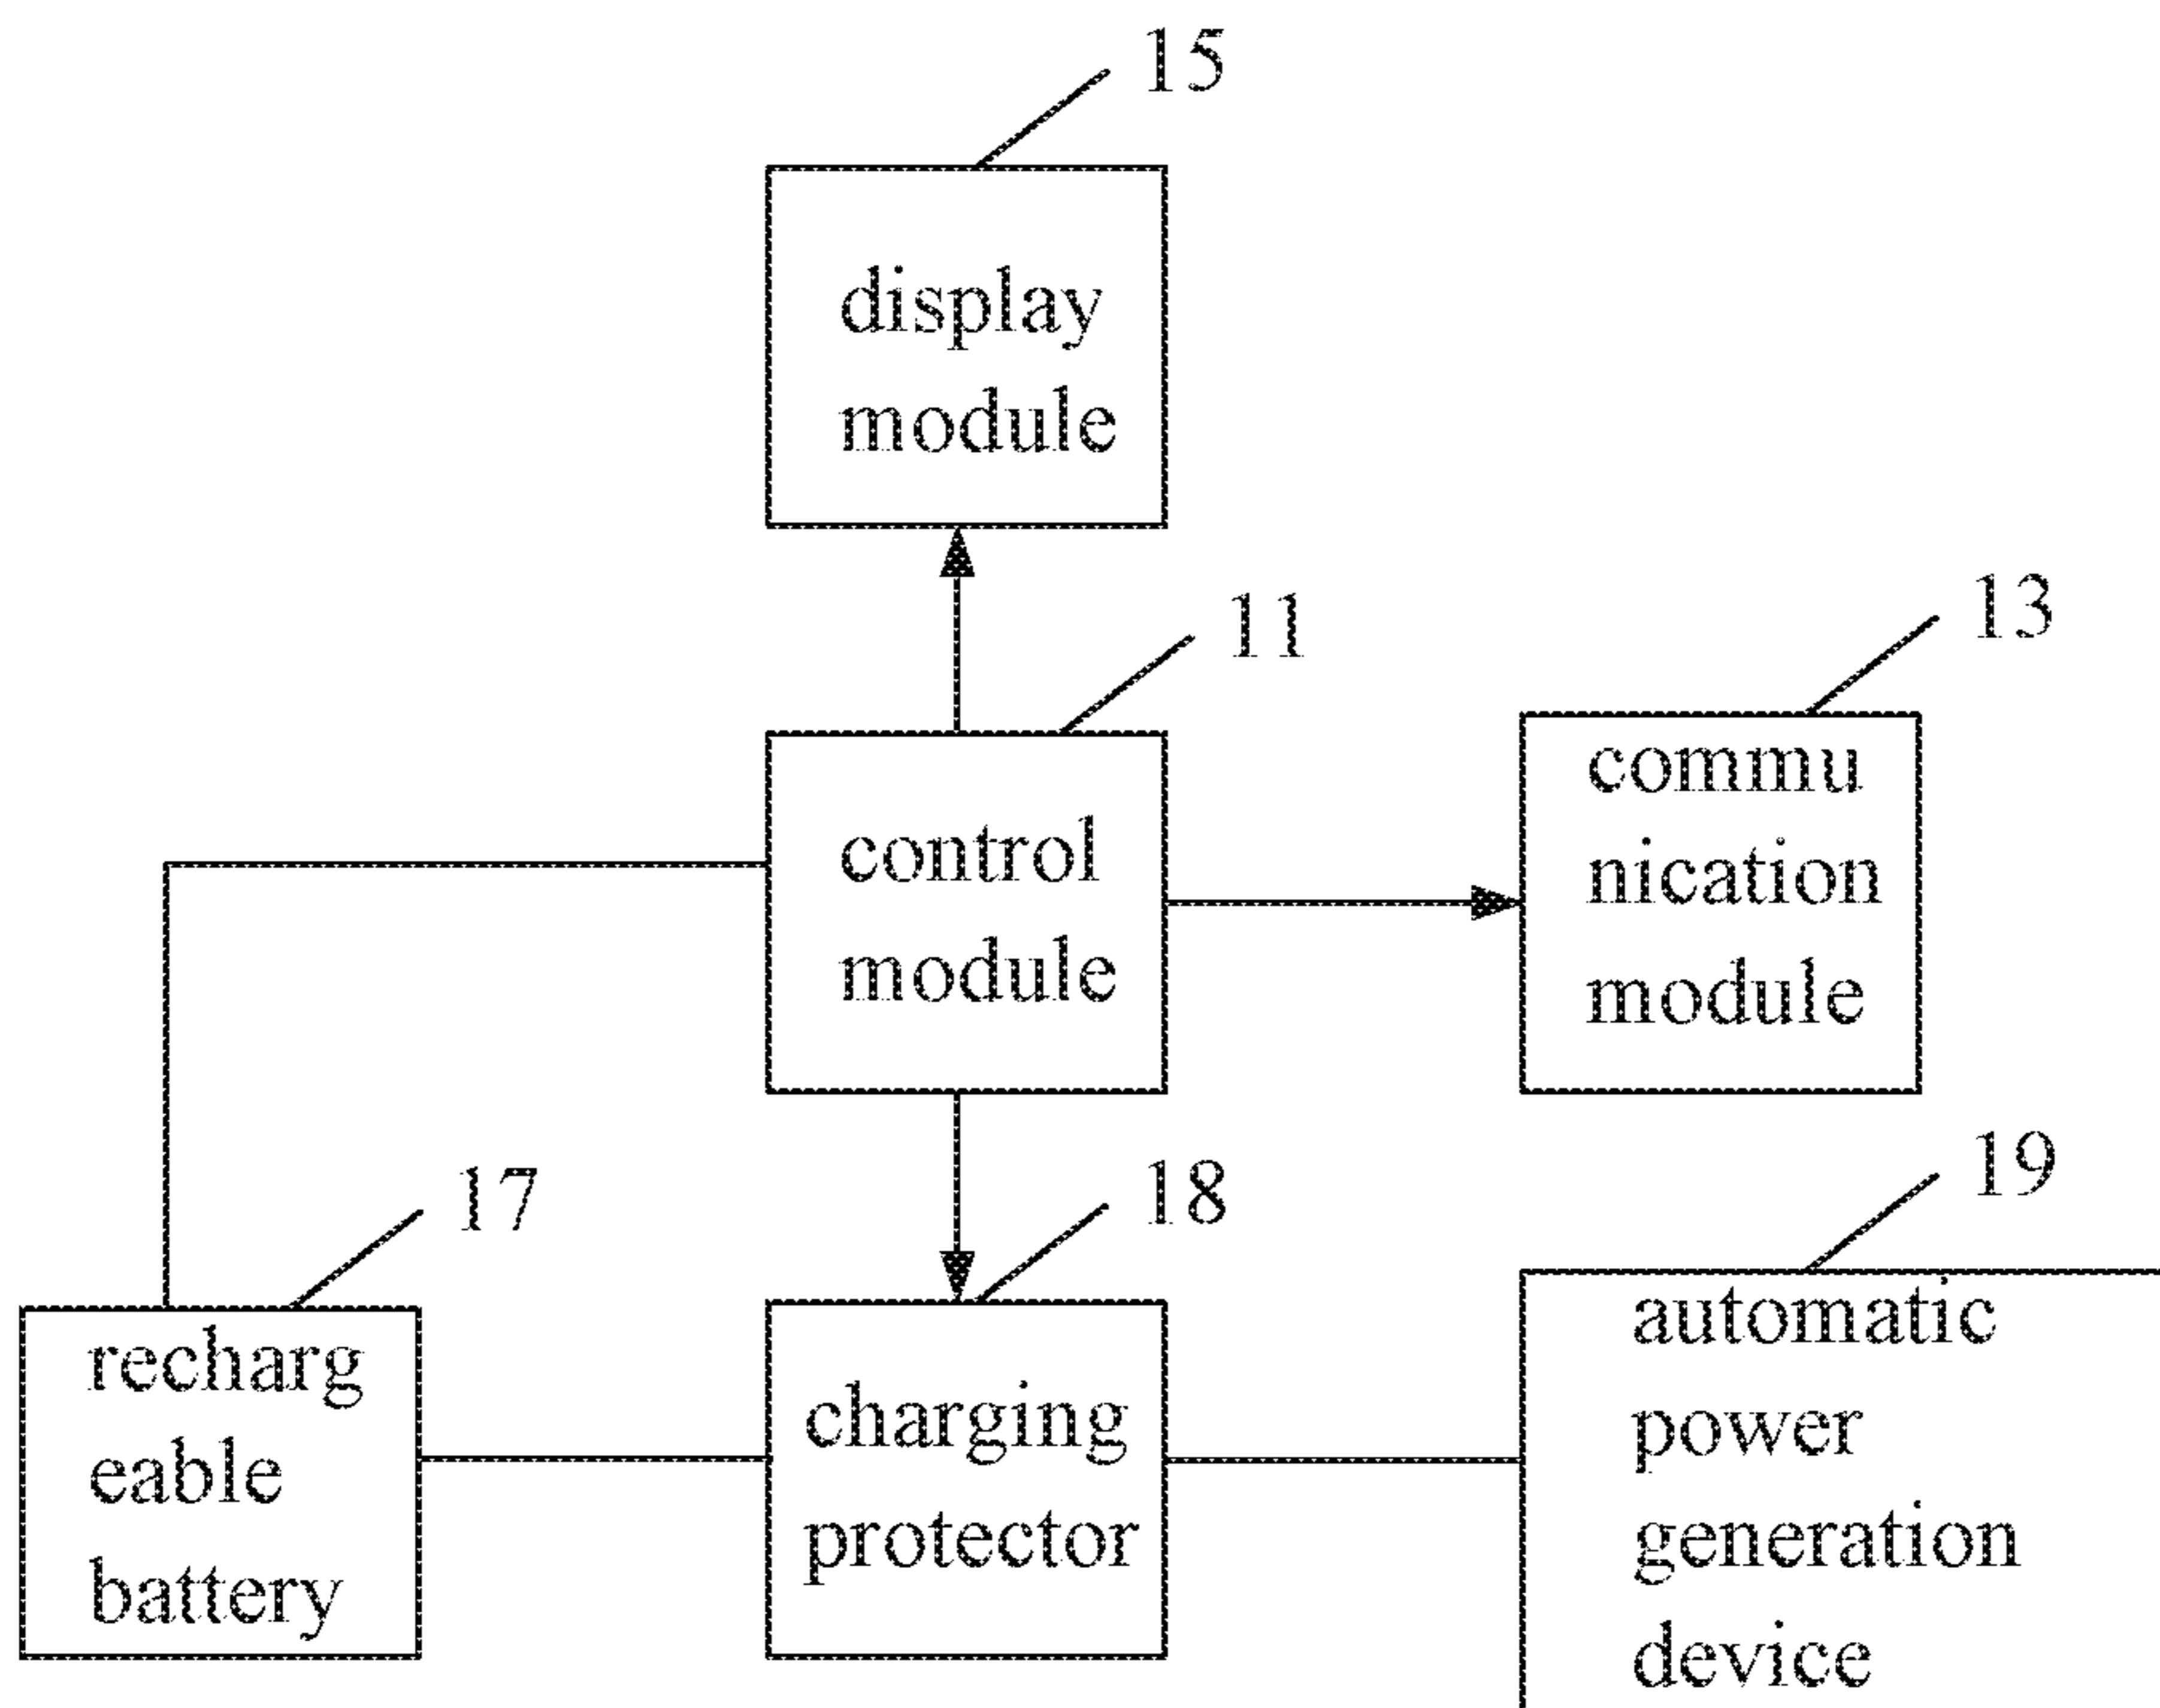 15
display
module
11
13
control
module
commu
nication
module
17
18
19
recharg
eable
battery
charging
protector
automatic
power
generation
device